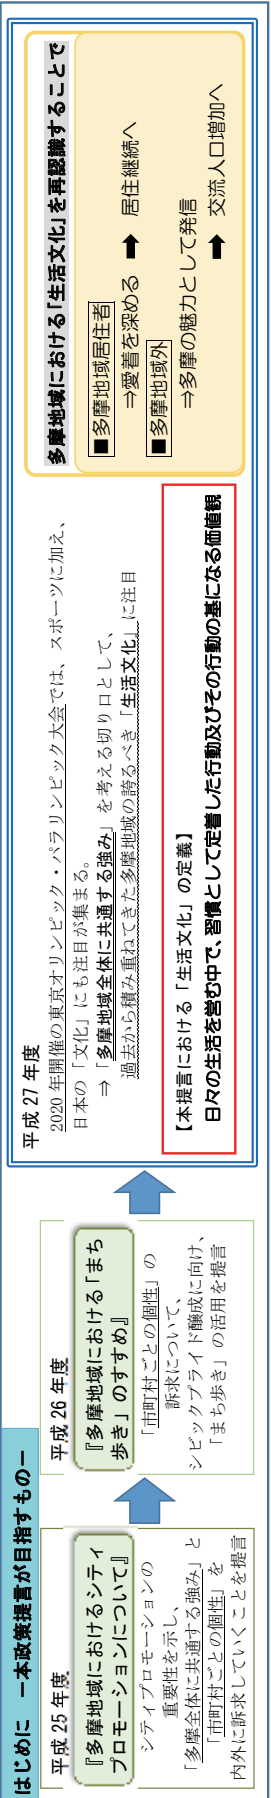 はじめに　―本政策提言が目指すもの―
平成 25 年度
『多摩地域におけるシティ
プロモーションについて』
シティプロモーションの
重要性を示し、
「多摩全体に共通する強み」と
「市町村ごとの個性」を
内外に訴求していくことを提言
平成 26 年度
『多摩地域における「まち
歩き」のすすめ』
「市町村ごとの個性」の
訴求について、
シビックプライド醸成に向け、
「まち歩き」の活用を提言
平成 27 年度
2020 年開催の東京オリンピック・パラリンピック大会では、スポーツに加え、
日本の「文化」にも注目が集まる。
⇒「多摩地域全体に共通する強み」を考える切り口として、
過去から積み重ねてきた多摩地域の誇るべき「生活文化」に注目
【本提言における「生活文化」の定義】
日々の生活を営む中で、習慣として定着した行動及びその行動の基になる価値観
多摩地域における「生活文化」を再認識することで
■多摩地域居住者
⇒愛着を深める ➡ 居住継続へ
■多摩地域外
⇒多摩の魅力として発信
➡ 交流人口増加へ